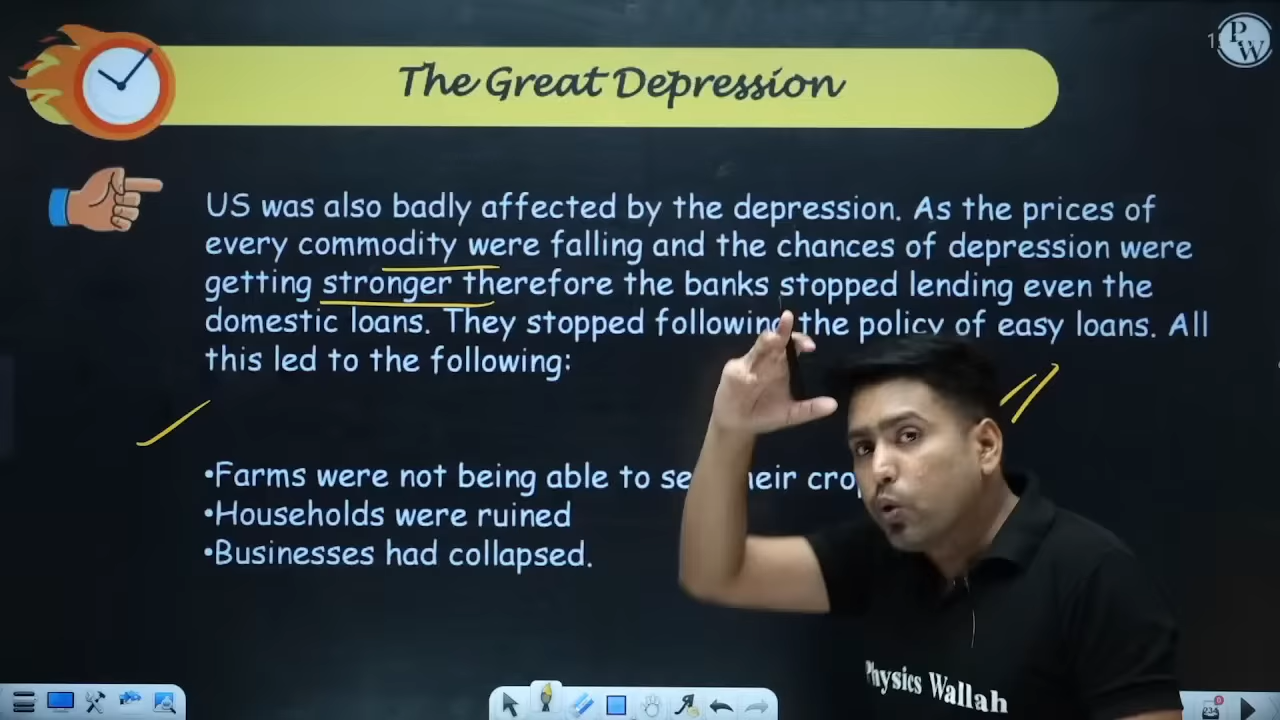 The Great Depression
PW
US was also badly affected by the depression. As the prices of
every commodity were falling and the chances of depression were
getting stronger therefore the banks stopped lending even the
domestic loans. They stopped following the policy of easy loans. All
this led to the following:
•Farms were not being able to their
•Households were ruined
•Businesses had collapsed.
Physics Wallah